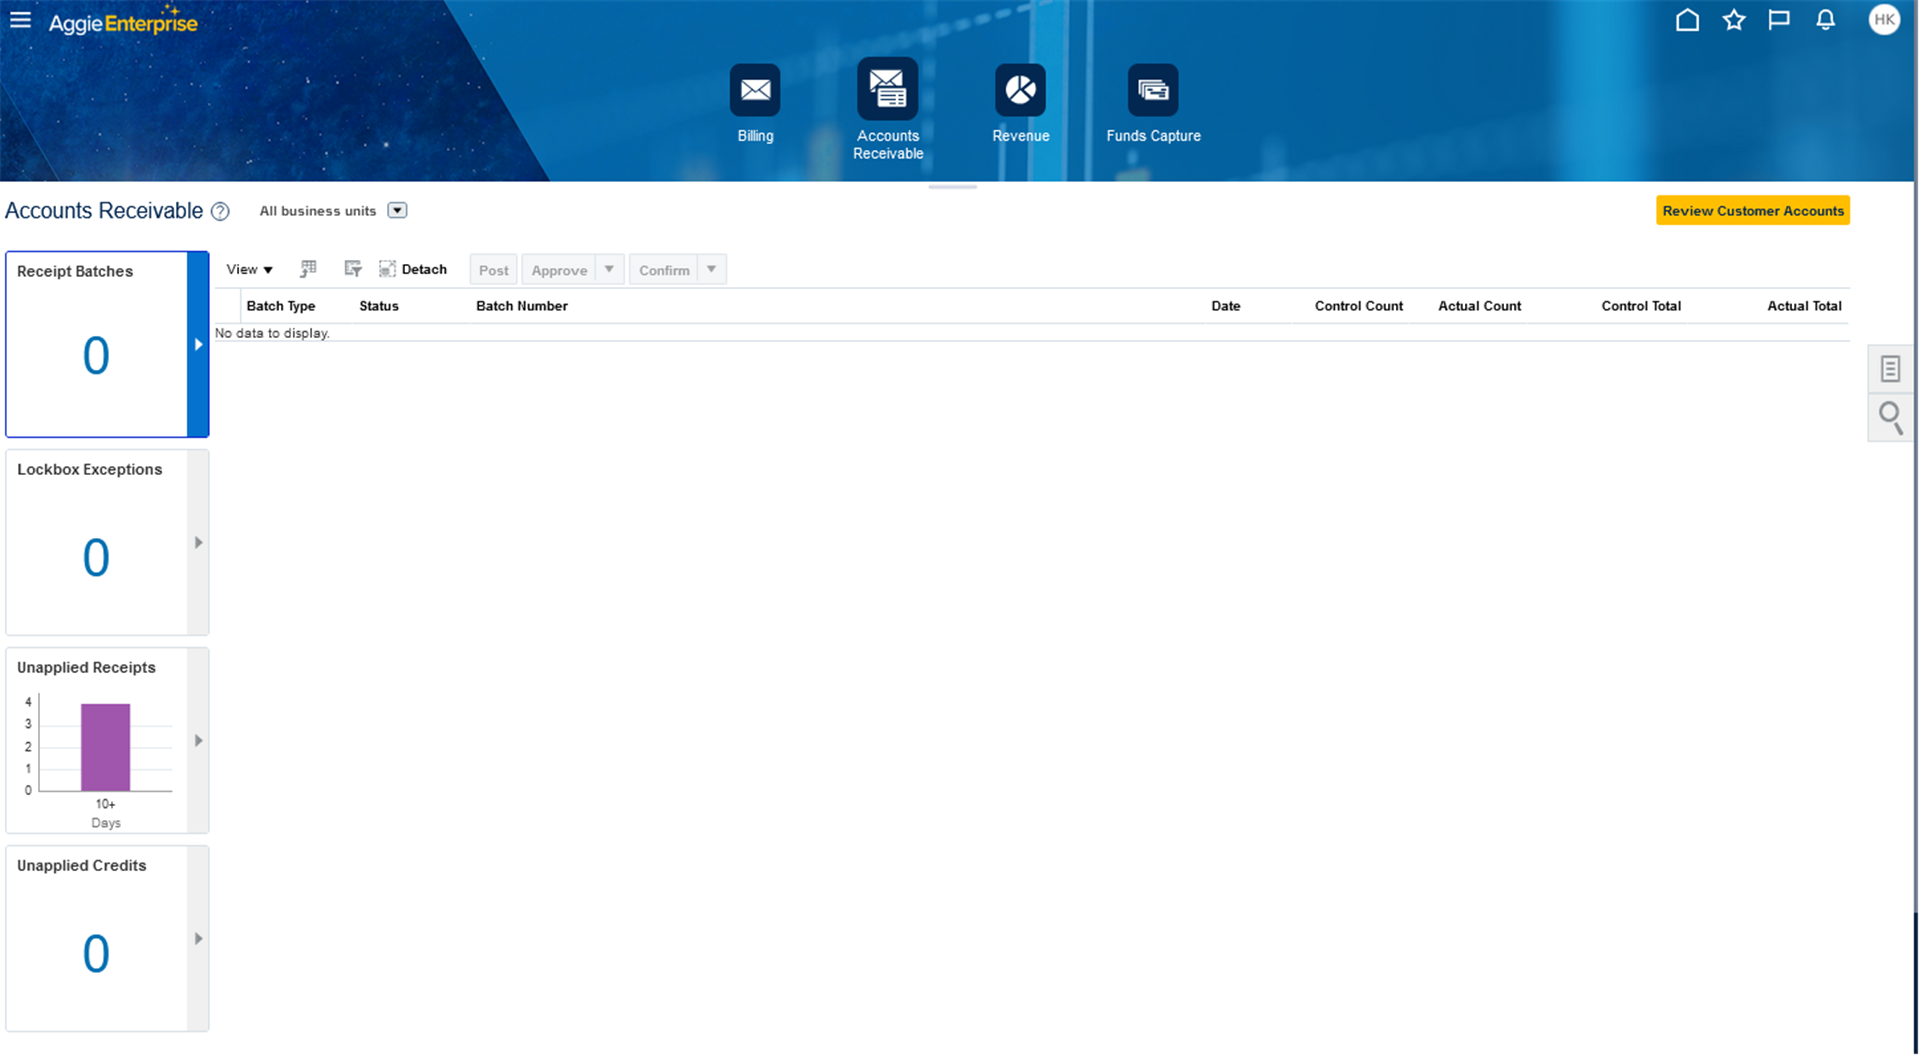 AggieEnterprise
HK
Billing
Accounts
Receivable
Revenue
Funds Capture
Accounts Receivable ?
All business units
Review Customer Accounts
Receipt Batches
0
View
Detach
Post
Approve
Confirm
Batch Type Status Batch Number Date Control Count Actual Count Control Total Actual Total
No data to display.
Lockbox Exceptions
0
Unapplied Receipts
4
3
2
1
0
10+
Days
Unapplied Credits
0